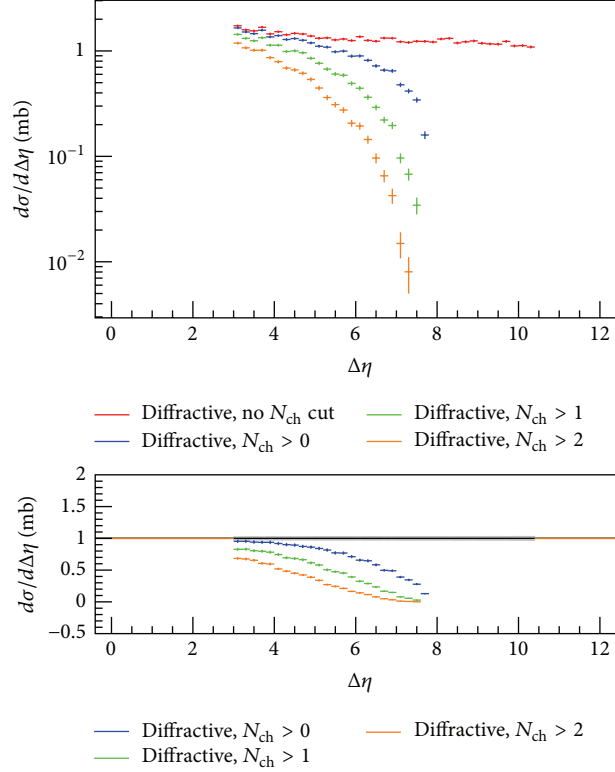 dσ/dΔη (mb)
1
10⁻¹
10⁻²
0 2 4 6 8 10 12
Δη
Diffractive, no N_ch cut
Diffractive, N_ch > 0
Diffractive, N_ch > 1
Diffractive, N_ch > 2
dσ/dΔη (mb)
2
1.5
1
0.5
0
−0.5
0 2 4 6 8 10 12
Δη
Diffractive, N_ch > 0
Diffractive, N_ch > 1
Diffractive, N_ch > 2